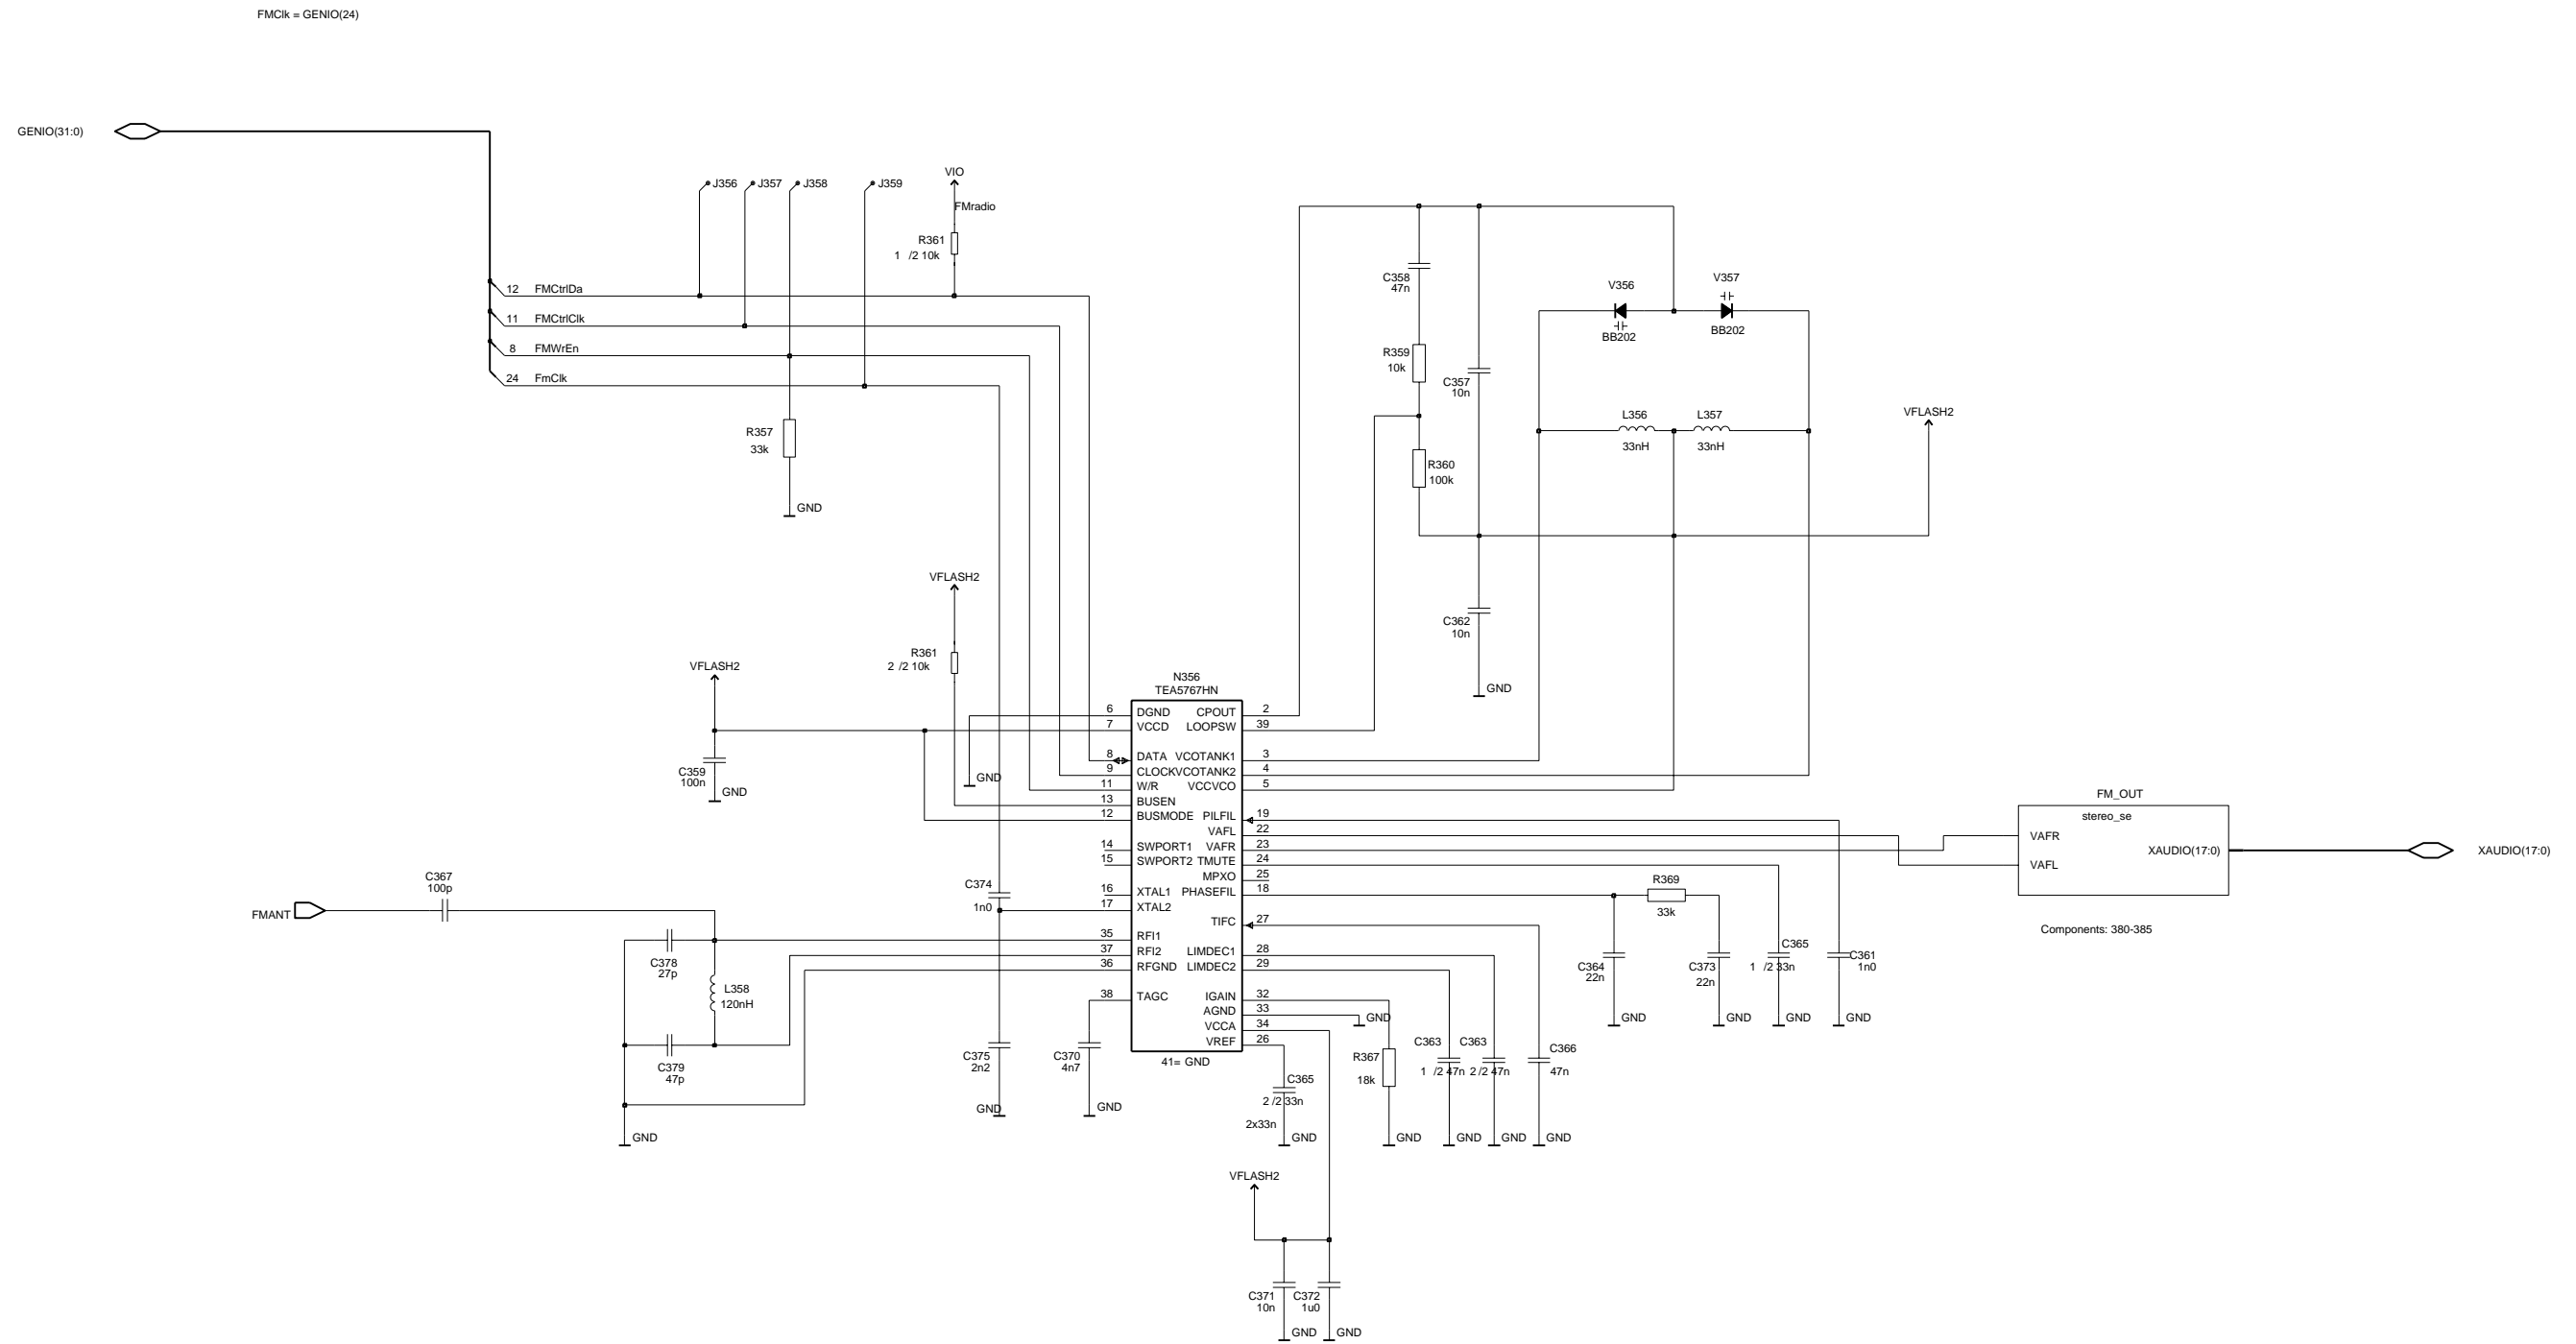 FMClk = GENIO(24)
GENIO(31:0)
J356
J357
J358
J359
VIO
FMradio
R361
1 /2 10k
12 FMCtrlDa
11 FMCtrlClk
8 FMWrEn
24 FmClk
R357
33k
GND
C358
47n
R359
10k
C357
10n
R360
100k
V356
BB202
V357
BB202
L356
33nH
L357
33nH
VFLASH2
C362
10n
GND
VFLASH2
R361
2 /2 10k
VFLASH2
C359
100n
GND
GND
N356
TEA5767HN
6 DGND CPOUT 2
7 VCCD LOOPSW 39
8 DATA VCOTANK1 3
9 CLOCKVCOTANK2 4
11 W/R VCCVCO 5
13 BUSEN
12 BUSMODE PILFIL 19
VAFL 22
14 SWPORT1 VAFR 23
15 SWPORT2 TMUTE 24
MPXO 25
16 XTAL1 PHASEFIL 18
17 XTAL2
TIFC 27
35 RFI1
37 RFI2 LIMDEC1 28
36 RFGND LIMDEC2 29
38 TAGC IGAIN 32
AGND 33
VCCA 34
VREF 26
41= GND
FM_OUT
stereo_se
VAFR
VAFL
XAUDIO(17:0)
XAUDIO(17:0)
Components: 380-385
FMANT
C367
100p
C374
1n0
C378
27p
L358
120nH
C379
47p
GND
C375
2n2
GND
C370
4n7
GND
R369
33k
C364
22n
GND
C373
22n
GND
C365
1 /2 33n
GND
C361
1n0
GND
GND
C365
2 /2 33n
2x33n
GND
R367
18k
GND
C363
1 /2 47n
GND
C363
2 /2 47n
GND
C366
47n
GND
VFLASH2
C371
10n
GND
C372
1u0
GND